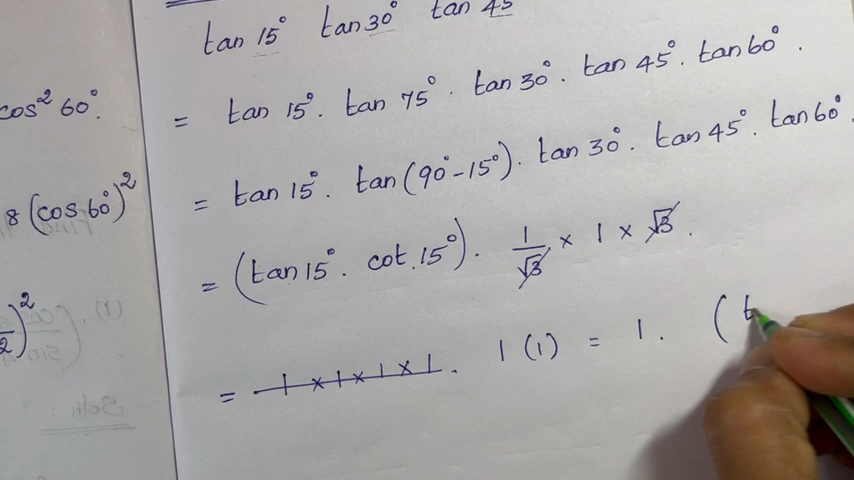 tan 15° tan 30° tan 45
= tan 15°. tan 75°. tan 30°. tan 45°. tan 60°.
cos² 60°.
= tan 15°. tan (90°-15°). tan 30°. tan 45°. tan 60°.
8 (cos 60°)²
= (tan 15°. cot. 15°). 1/√3 × 1 × √3.
2)²
= 1 × 1 × 1 × 1. 1 (1) = 1. ( t